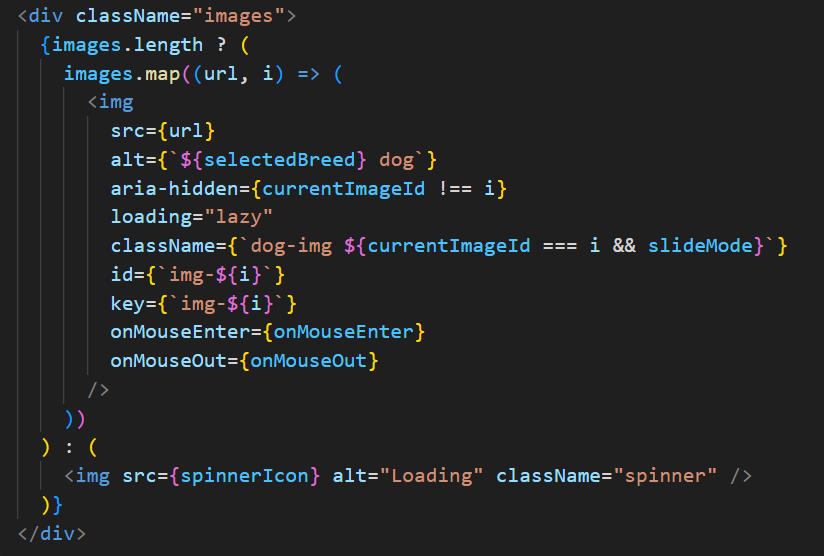 <div className="images">
  {images.length ? (
    images.map((url, i) => (
      <img
        src={url}
        alt={`${selectedBreed} dog`}
        aria-hidden={currentImageId !== i}
        loading="lazy"
        className={`dog-img ${currentImageId === i && slideMode}`}
        id={`img-${i}`}
        key={`img-${i}`}
        onMouseEnter={onMouseEnter}
        onMouseOut={onMouseOut}
      />
    ))
  ) : (
    <img src={spinnerIcon} alt="Loading" className="spinner" />
  )}
</div>